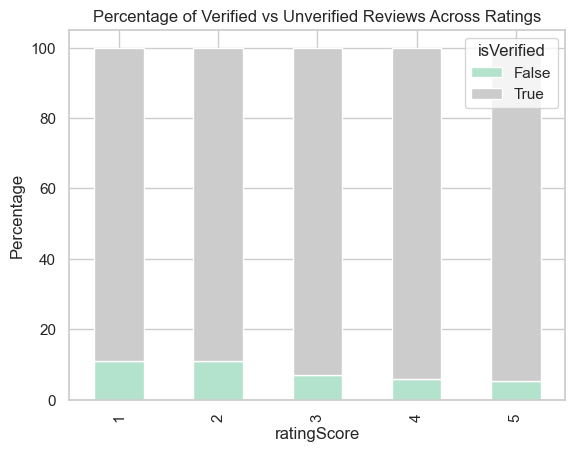 Percentage of Verified vs Unverified Reviews Across Ratings
isVerified
False
True
Percentage
100
80
60
40
20
0
1 2 3 4 5
ratingScore